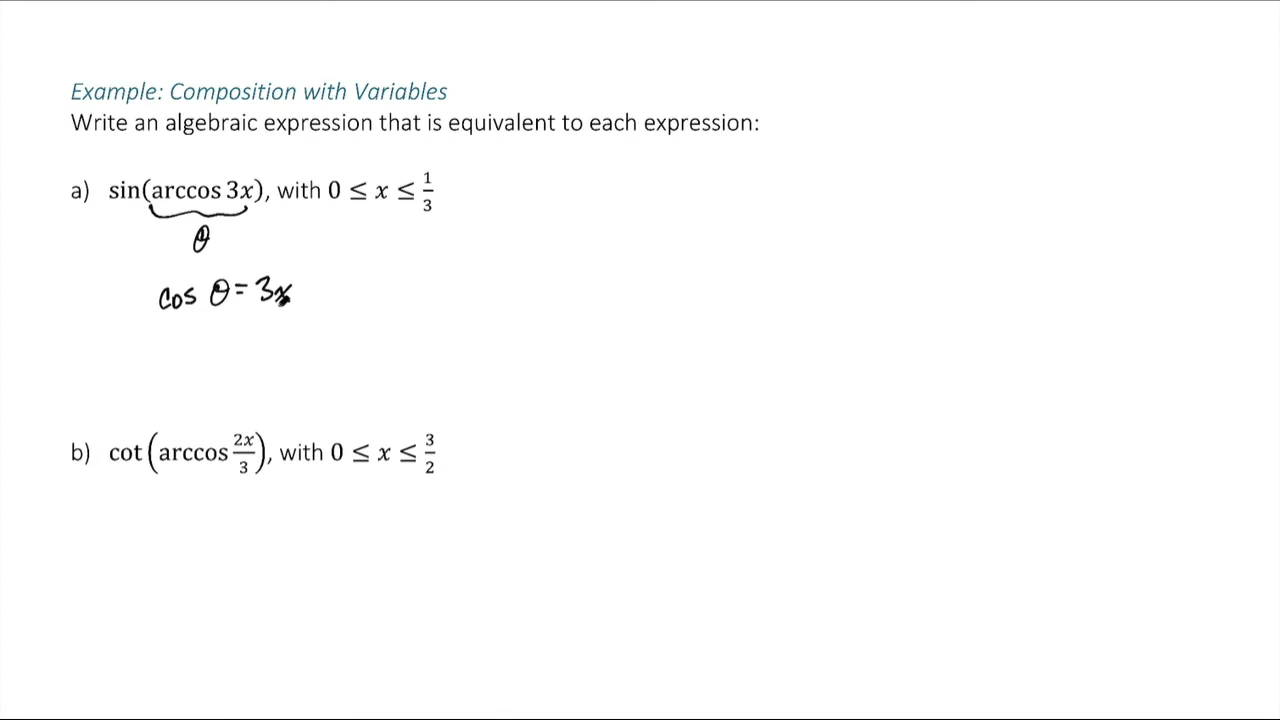 Example: Composition with Variables
Write an algebraic expression that is equivalent to each expression:
a) sin(arccos 3x), with 0 ≤ x ≤ 1/3
θ
cos θ = 3x
b) cot(arccos 2x/3), with 0 ≤ x ≤ 3/2